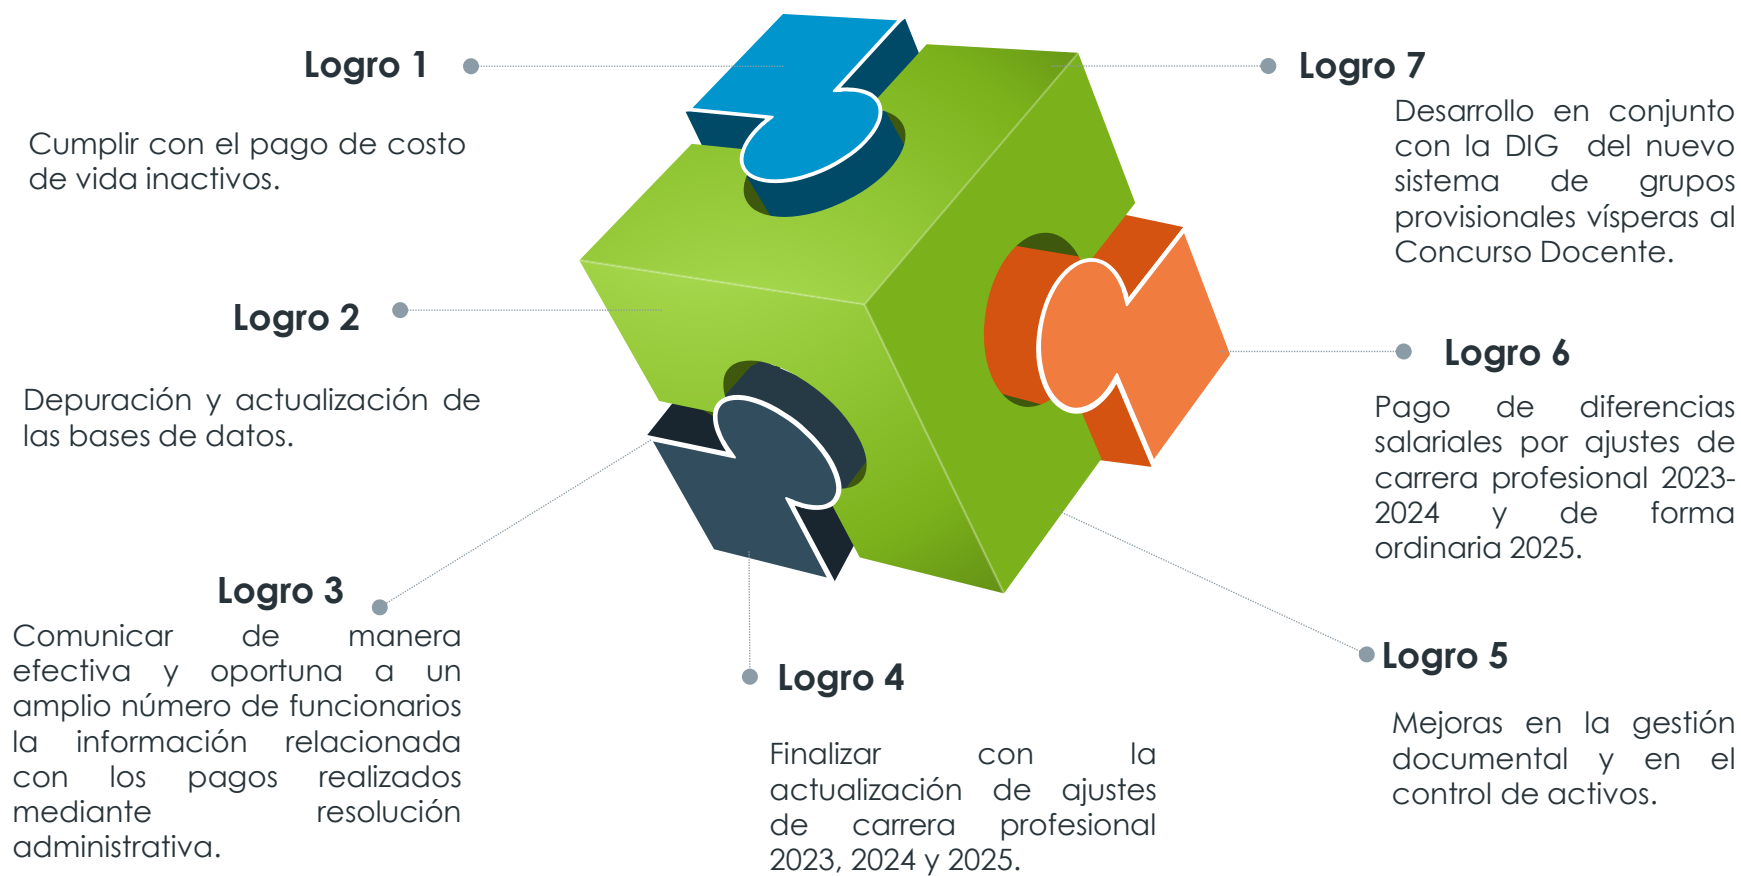 Logro 1
Cumplir con el pago de costo
de vida inactivos.
Logro 2
Depuración y actualización de
las bases de datos.
Logro 3
Comunicar de manera
efectiva y oportuna a un
amplio número de funcionarios
la información relacionada
con los pagos realizados
mediante resolución
administrativa.
Logro 4
Finalizar con la
actualización de ajustes
de carrera profesional
2023, 2024 y 2025.
Logro 5
Mejoras en la gestión
documental y en el
control de activos.
Logro 6
Pago de diferencias
salariales por ajustes de
carrera profesional 2023-
2024 y de forma
ordinaria 2025.
Logro 7
Desarrollo en conjunto
con la DIG del nuevo
sistema de grupos
provisionales vísperas al
Concurso Docente.